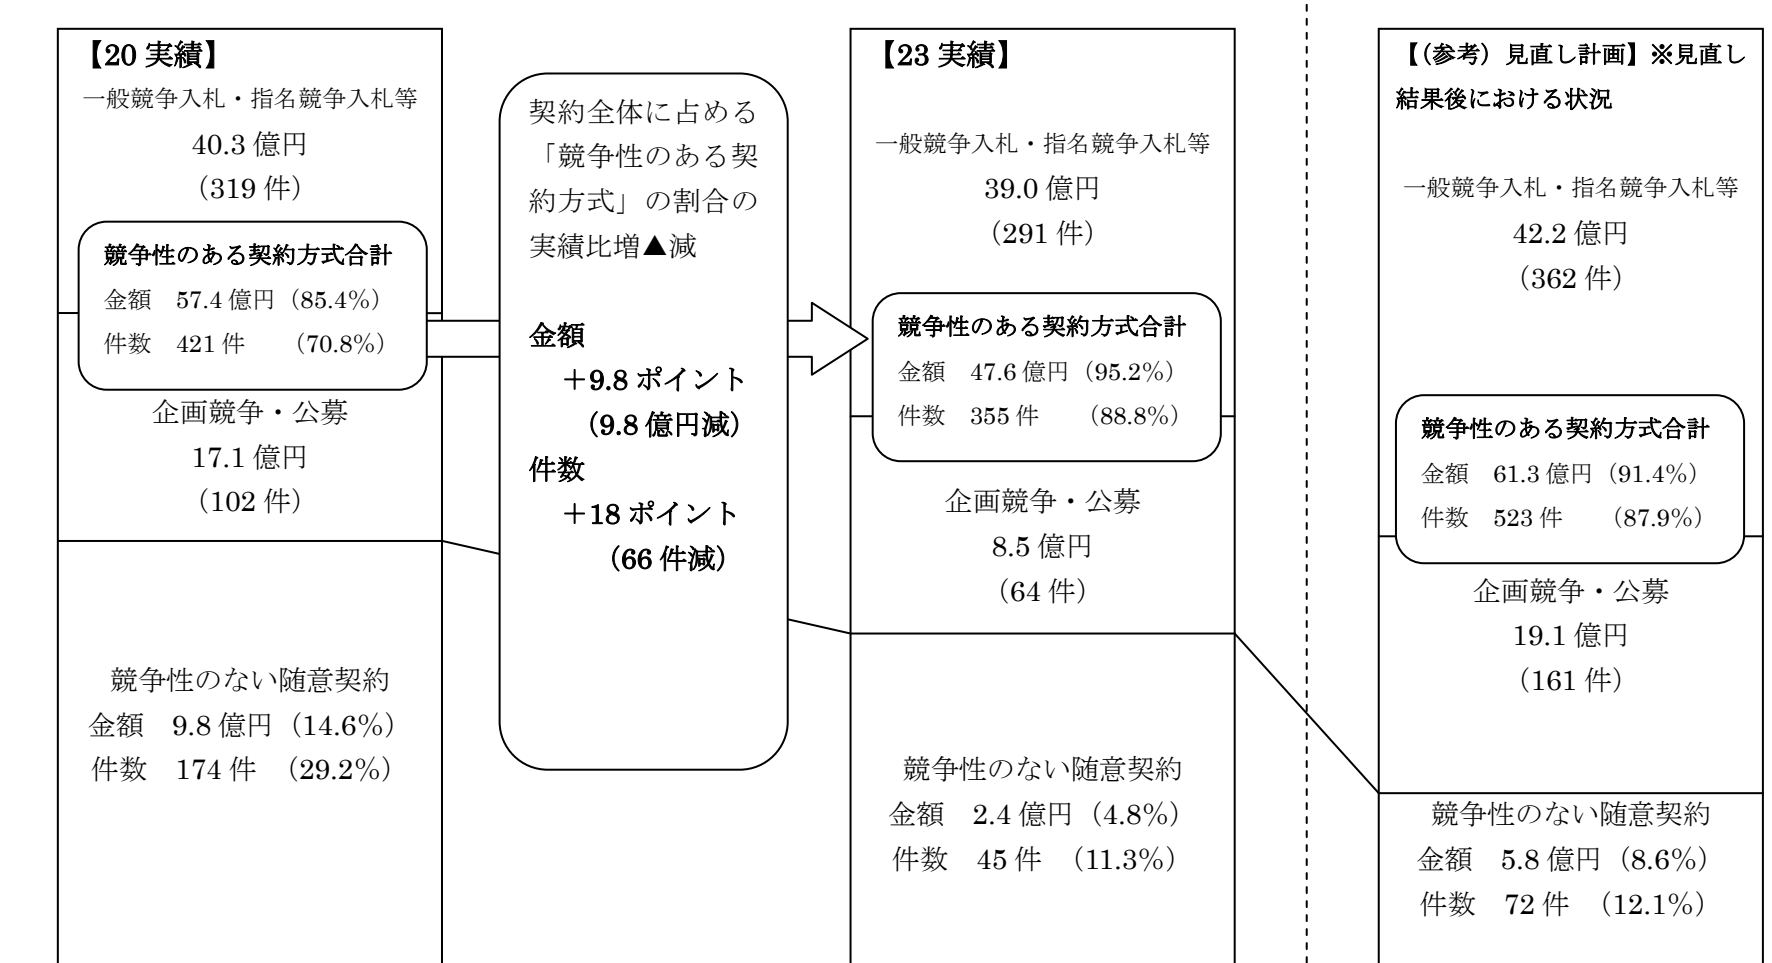 【20 実績】
一般競争入札・指名競争入札等
40.3 億円
（319 件）
競争性のある契約方式合計
金額　57.4 億円（85.4%）
件数　421 件　　（70.8%）
企画競争・公募
17.1 億円
（102 件）
競争性のない随意契約
金額　9.8 億円（14.6%）
件数　174 件　（29.2%）
契約全体に占める
「競争性のある契
約方式」の割合の
実績比増▲減
金額
＋9.8 ポイント
（9.8 億円減）
件数
＋18 ポイント
（66 件減）
【23 実績】
一般競争入札・指名競争入札等
39.0 億円
（291 件）
競争性のある契約方式合計
金額　47.6 億円（95.2%）
件数　355 件　　（88.8%）
企画競争・公募
8.5 億円
（64 件）
競争性のない随意契約
金額　2.4 億円（4.8%）
件数　45 件　（11.3%）
【（参考）見直し計画】※見直し
結果後における状況
一般競争入札・指名競争入札等
42.2 億円
（362 件）
競争性のある契約方式合計
金額　61.3 億円（91.4%）
件数　523 件　　（87.9%）
企画競争・公募
19.1 億円
（161 件）
競争性のない随意契約
金額　5.8 億円（8.6%）
件数　72 件　（12.1%）